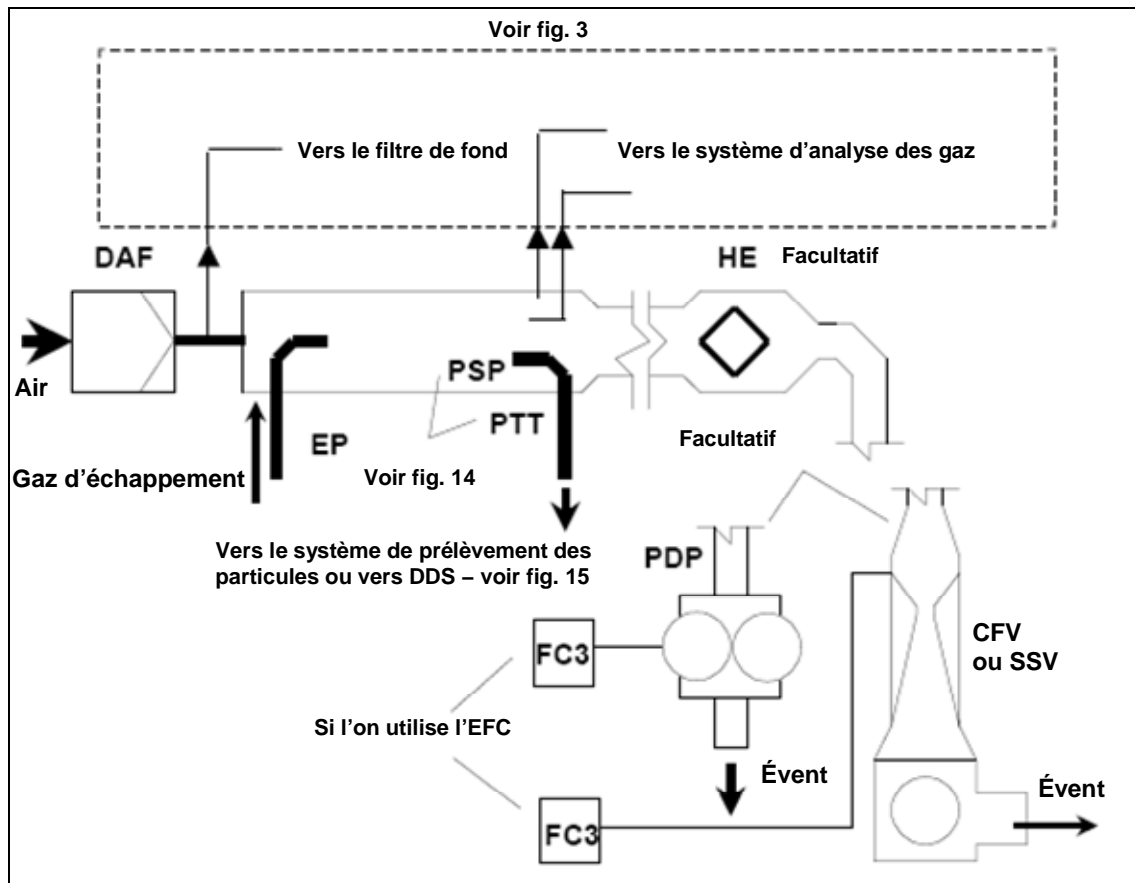 Voir fig. 3
Vers le filtre de fond
Vers le système d'analyse des gaz
DAF
HE
Facultatif
Air
PSP
PTT
EP
Facultatif
Gaz d'échappement
Voir fig. 14
Vers le système de prélèvement des
particules ou vers DDS – voir fig. 15
PDP
FC3
CFV
ou SSV
Si l'on utilise l'EFC
Évent
Évent
FC3